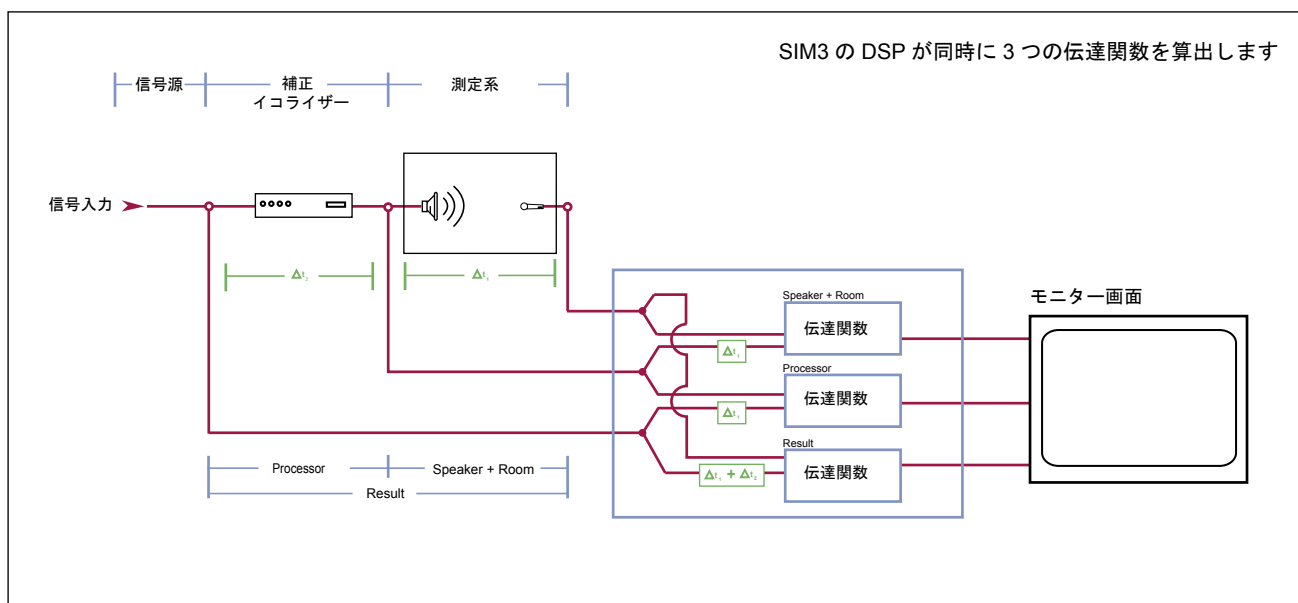 SIM3 の DSP が同時に 3 つの伝達関数を算出します
信号源
補正
イコライザー
測定系
信号入力
Δt₂
Δt₁
モニター画面
Speaker + Room
伝達関数
Δt₁
Processor
伝達関数
Δt₁
Result
伝達関数
Δt₁ + Δt₂
Processor
Speaker + Room
Result